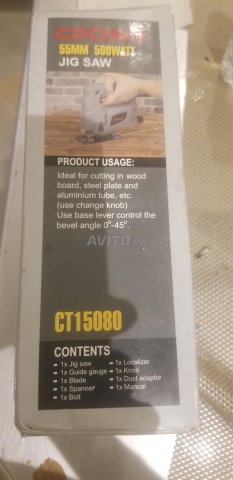 CROWN
55MM 500WATT
JIG SAW
PRODUCT USAGE:
Ideal for cutting in wood
board, steel plate and
aluminium tube, etc.
(use change knob)
Use base lever control the
bevel angle 0°-45°.
AVITO.ma
CT15080
CONTENTS
• 1x Jig saw
• 1x Guide gauge
• 1x Blade
• 1x Spanner
• 1x Bolt
• 1x Localizer
• 1x Knob
• 1x Dust adaptor
• 1x Manual